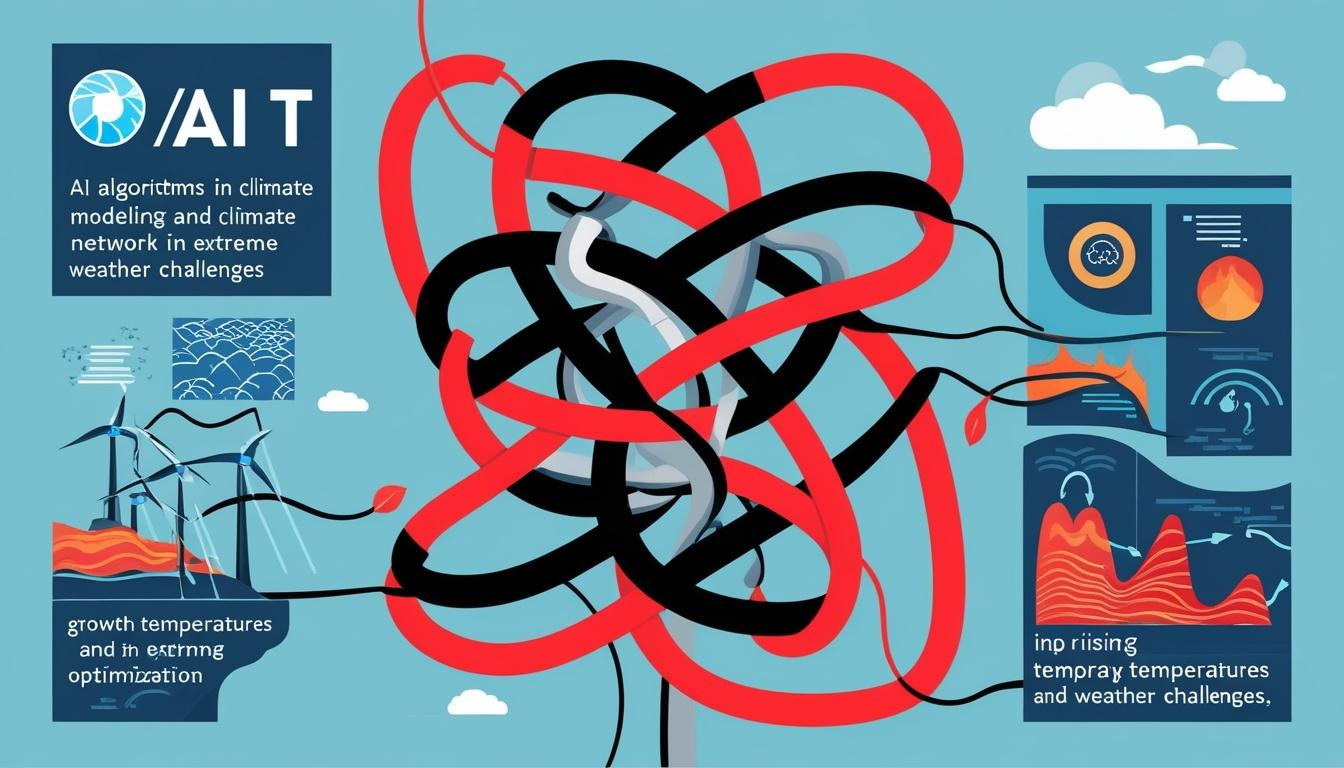 /AI T
AI algoritms in climate
modeling and climate
network in extreme
weather challenges
growth temperatures
and in estrnng
optimization
inp riising
tempray temperatures
and weather challenges,